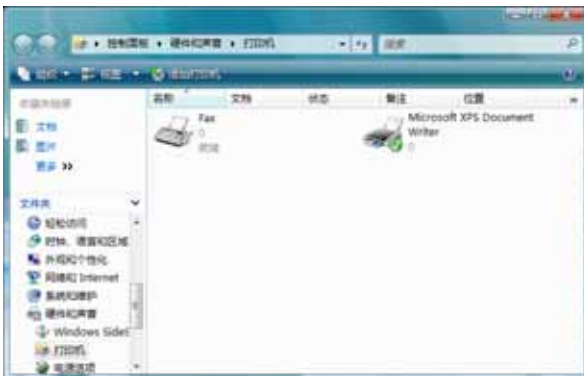 控制面板 ▸ 硬件和声音 ▸ 打印机
搜索
组织 视图 添加打印机
收藏夹链接
文档
图片
更多 >>
文件夹
轻松访问
时钟、语言和区域
外观和个性化
网络和 Internet
系统和维护
硬件和声音
Windows Side
打印机
电源选项
名称 文档 状态 备注 位置
Fax
0
就绪
Microsoft XPS Document
Writer
0